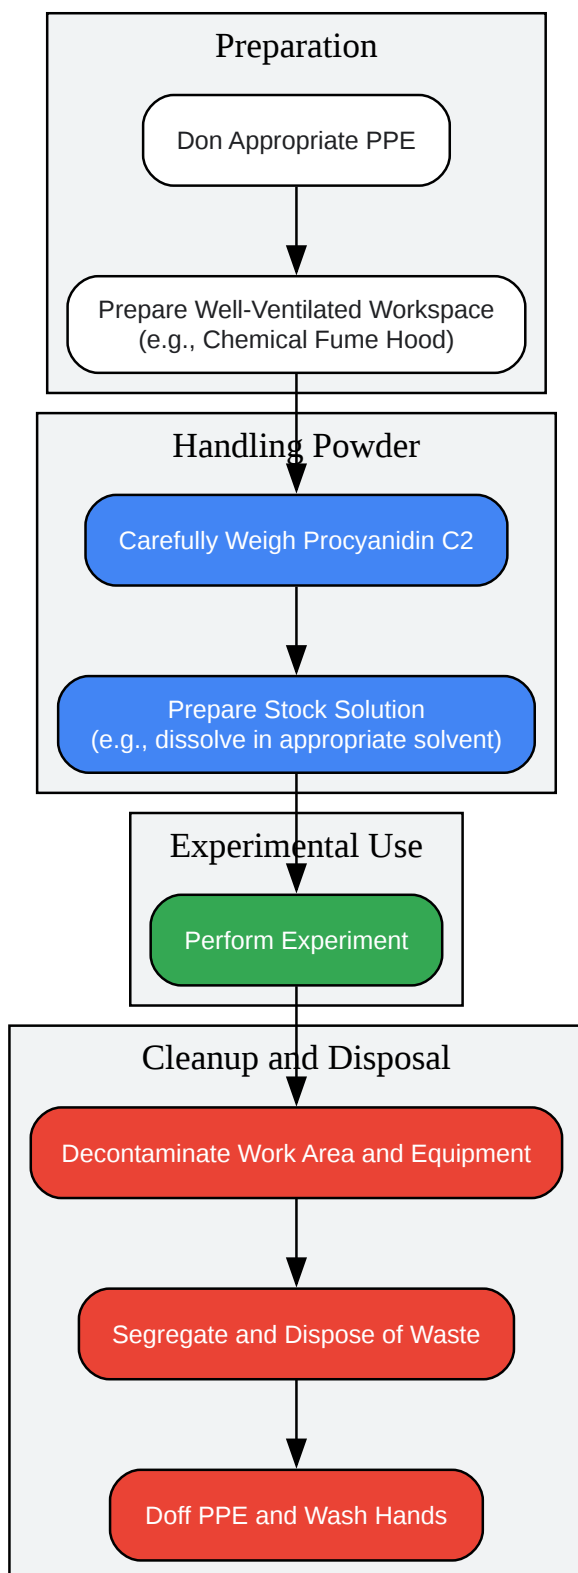 Preparation
Don Appropriate PPE
Prepare Well-Ventilated Workspace
(e.g., Chemical Fume Hood)
Handling Powder
Carefully Weigh Procyanidin C2
Prepare Stock Solution
(e.g., dissolve in appropriate solvent)
Experimental Use
Perform Experiment
Cleanup and Disposal
Decontaminate Work Area and Equipment
Segregate and Dispose of Waste
Doff PPE and Wash Hands